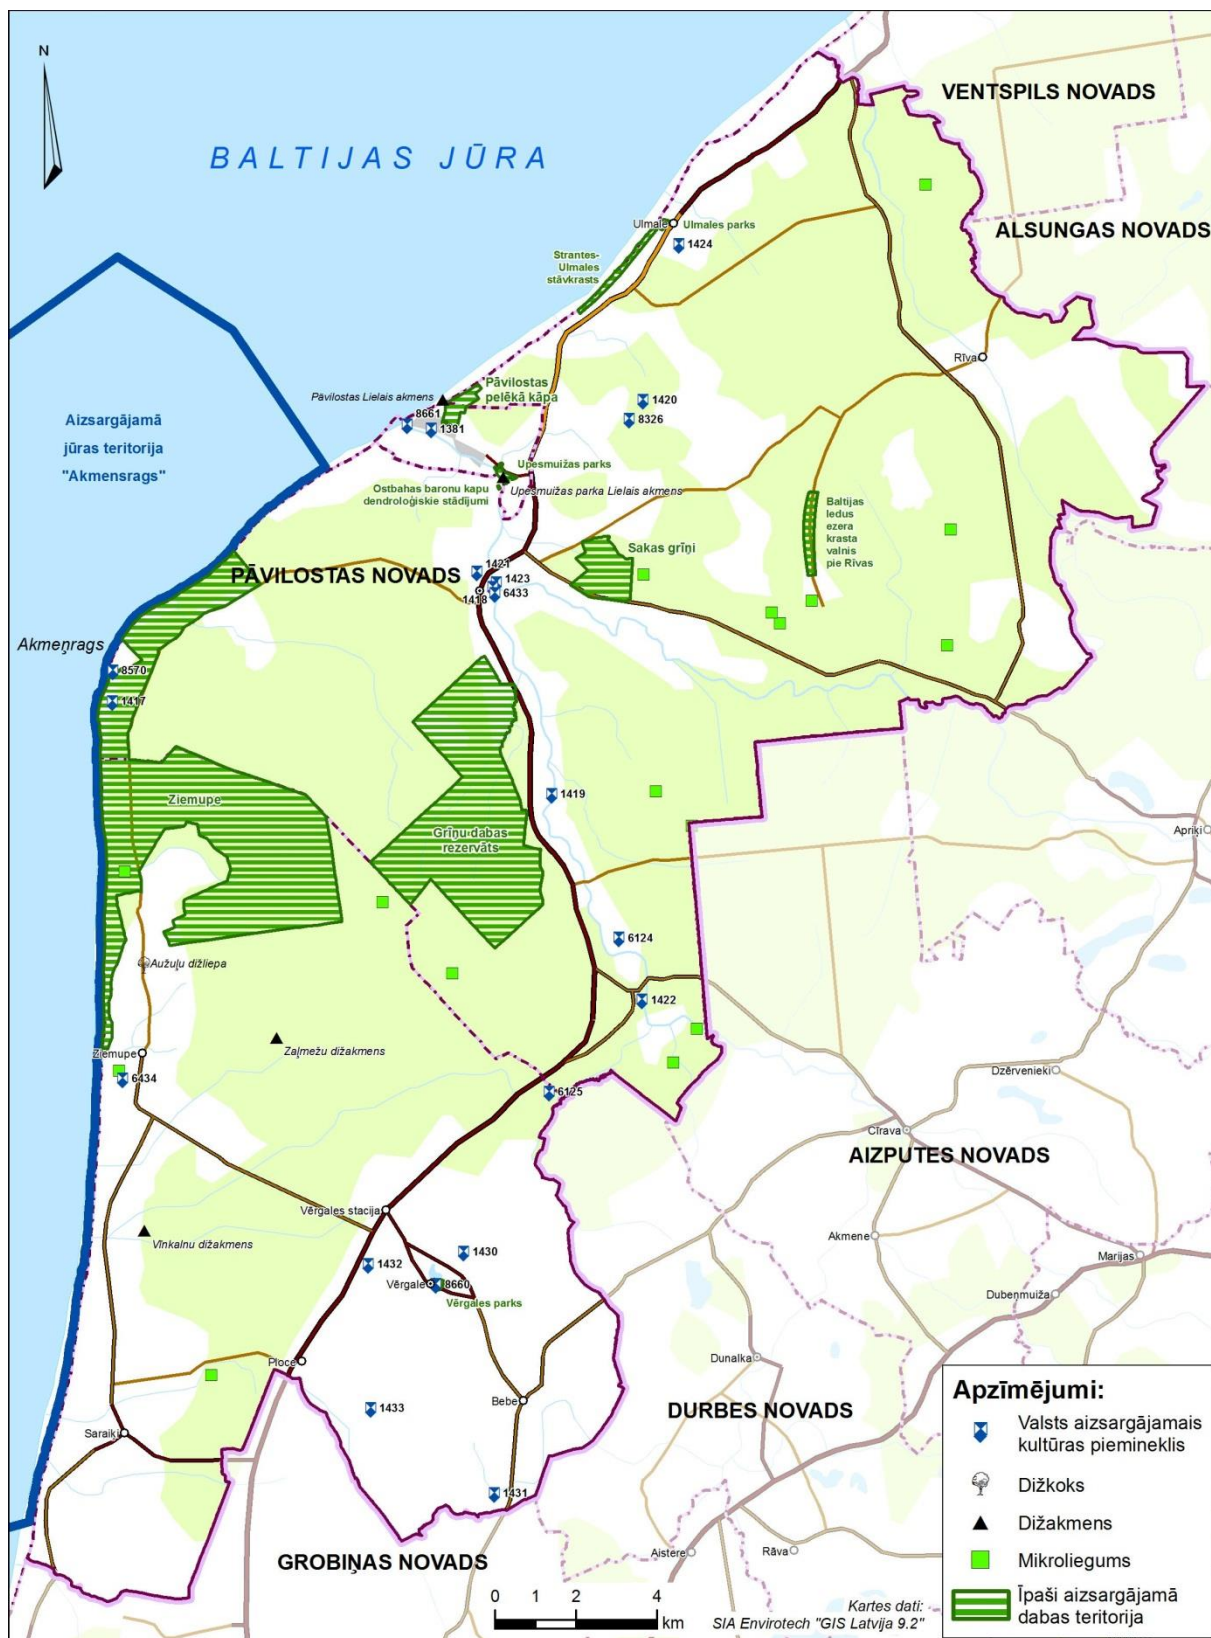 N
VENTSPILS NOVADS
BALTIJAS JŪRA
ALSUNGAS NOVADS
Ulmale
Ulmales parks
1424
Strantes-
Ulmales
stāvkrasts
Rīva
Pāvilostas Lielais akmens
Pāvilostas
pelēkā kāpa
8661
1381
1420
8326
Aizsargājamā
jūras teritorija
"Akmensrags"
Upesmuižas parks
Ostbahas baronu kapu
dendroloģiskie stādījumi
Upesmuižas parka Lielais akmens
Baltijas
ledus
ezera
krasta
valnis
pie Rīvas
Sakas grīņi
PĀVILOSTAS NOVADS
1421
1423
6433
1418
Akmeņrags
8570
1417
Ziemupe
1419
Grīņu dabas
rezervāts
Apriķi
6124
Aužuļu dižliepa
1422
Zaļmežu dižakmens
Ziemupe
6434
6125
Dzērvenieki
Cīrava
AIZPUTES NOVADS
Vērgales stacija
Vīnkalnu dižakmens
Akmene
Marijas
1430
1432
Vērgale
8660
Vērgales parks
Dubeņmuiža
Ploce
Dunalka
Bebe
1433
DURBES NOVADS
Saraiķi
1431
GROBIŅAS NOVADS
Aistere
Rāva
0 1 2 4
km
Kartes dati:
SIA Envirotech "GIS Latvija 9.2"
Apzīmējumi:
Valsts aizsargājamais
kultūras piemineklis
Dižkoks
Dižakmens
Mikroliegums
Īpaši aizsargājamā
dabas teritorija